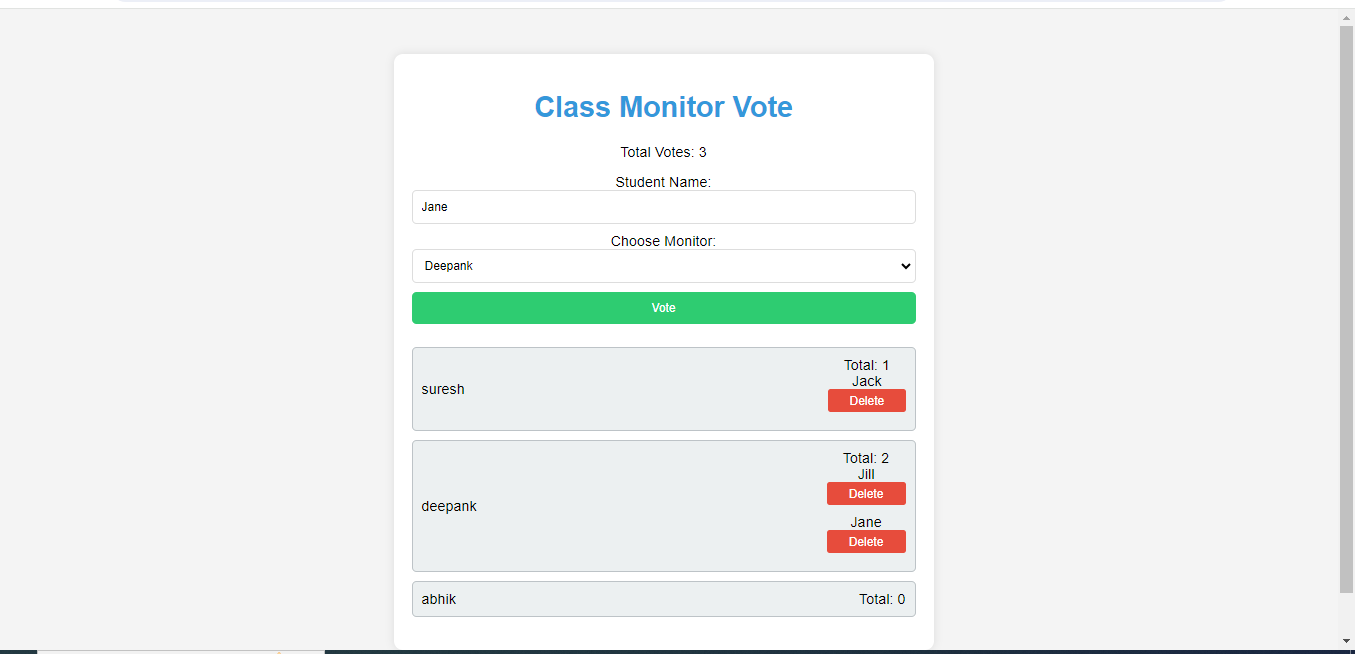 Class Monitor Vote
Total Votes: 3
Student Name:
Jane
Choose Monitor:
Deepank
Vote
suresh
Total: 1
Jack
Delete
deepank
Total: 2
Jill
Delete
Jane
Delete
abhik
Total: 0